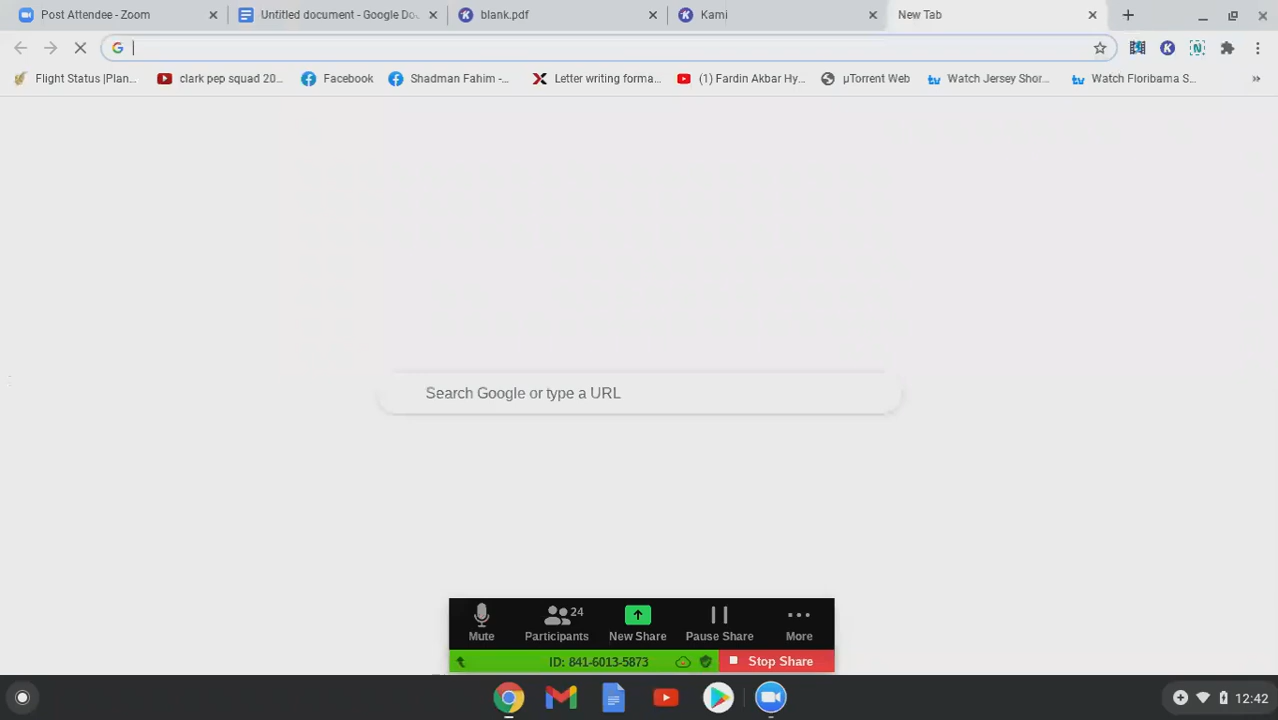 Post Attendee - Zoom
Untitled document - Google Do
blank.pdf
Kami
New Tab
Flight Status |Plan...
clark pep squad 20...
Facebook
Shadman Fahim -...
Letter writing forma...
(1) Fardin Akbar Hy...
µTorrent Web
Watch Jersey Shor...
Watch Floribama S...
Search Google or type a URL
24
Mute
Participants
New Share
Pause Share
More
ID: 841-6013-5873
Stop Share
12:42